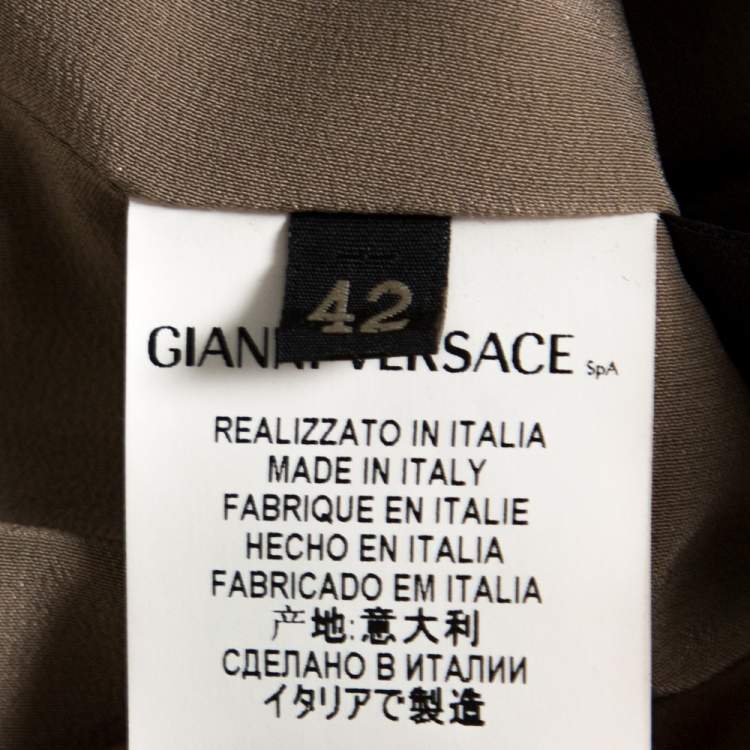 42
GIANNI VERSACE SpA
REALIZZATO IN ITALIA
MADE IN ITALY
FABRIQUE EN ITALIE
HECHO EN ITALIA
FABRICADO EM ITALIA
产地:意大利
СДЕЛАНО В ИТАЛИИ
イタリアで製造